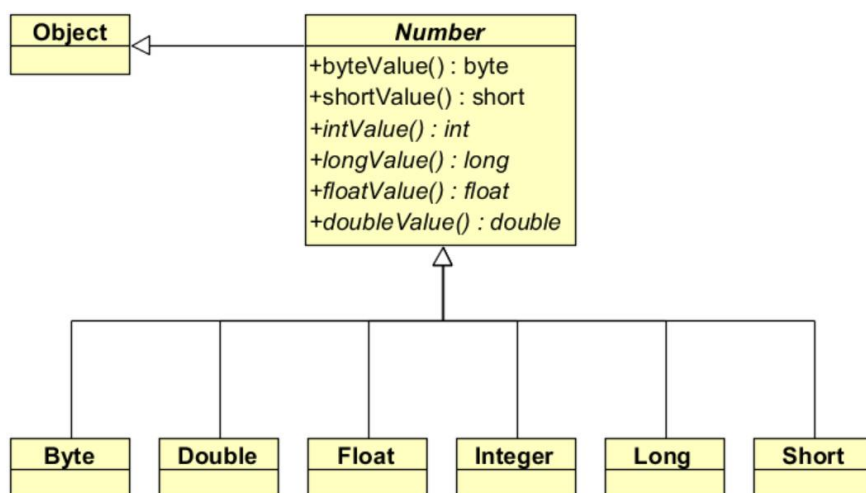 Object
Number
+byteValue() : byte
+shortValue() : short
+intValue() : int
+longValue() : long
+floatValue() : float
+doubleValue() : double
Byte
Double
Float
Integer
Long
Short